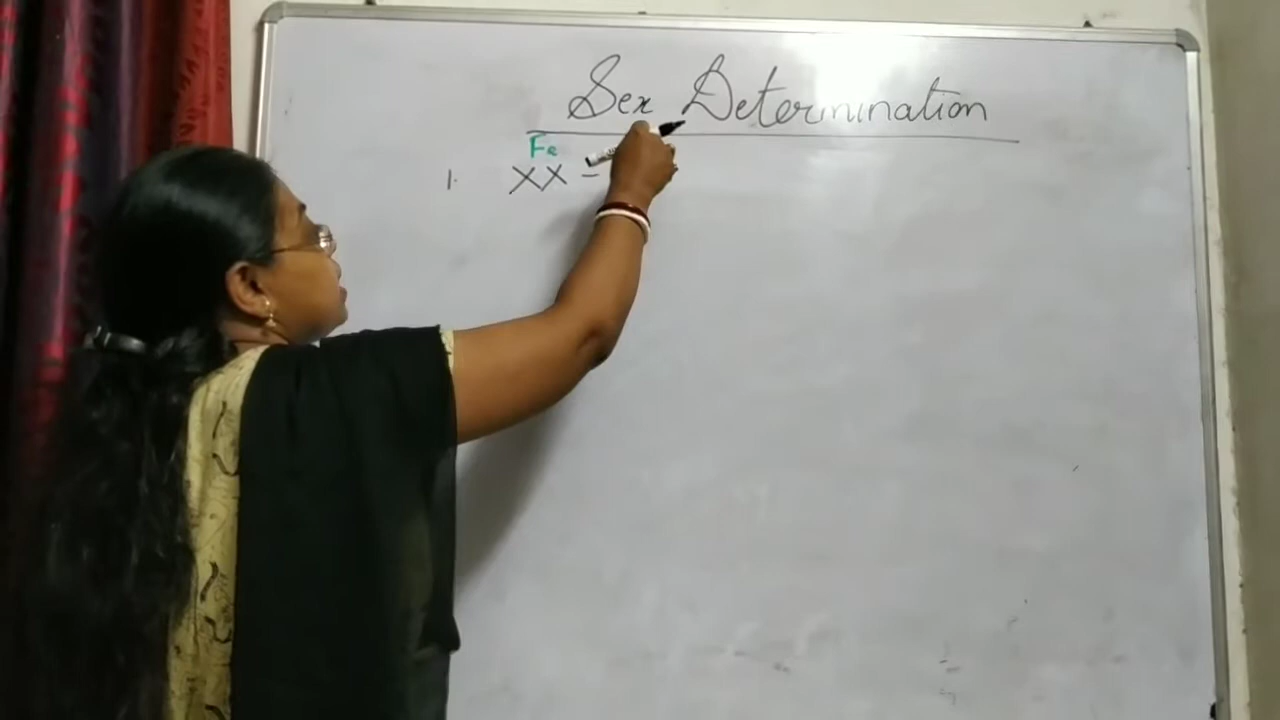 Sex Determination
Fe
1. XX -